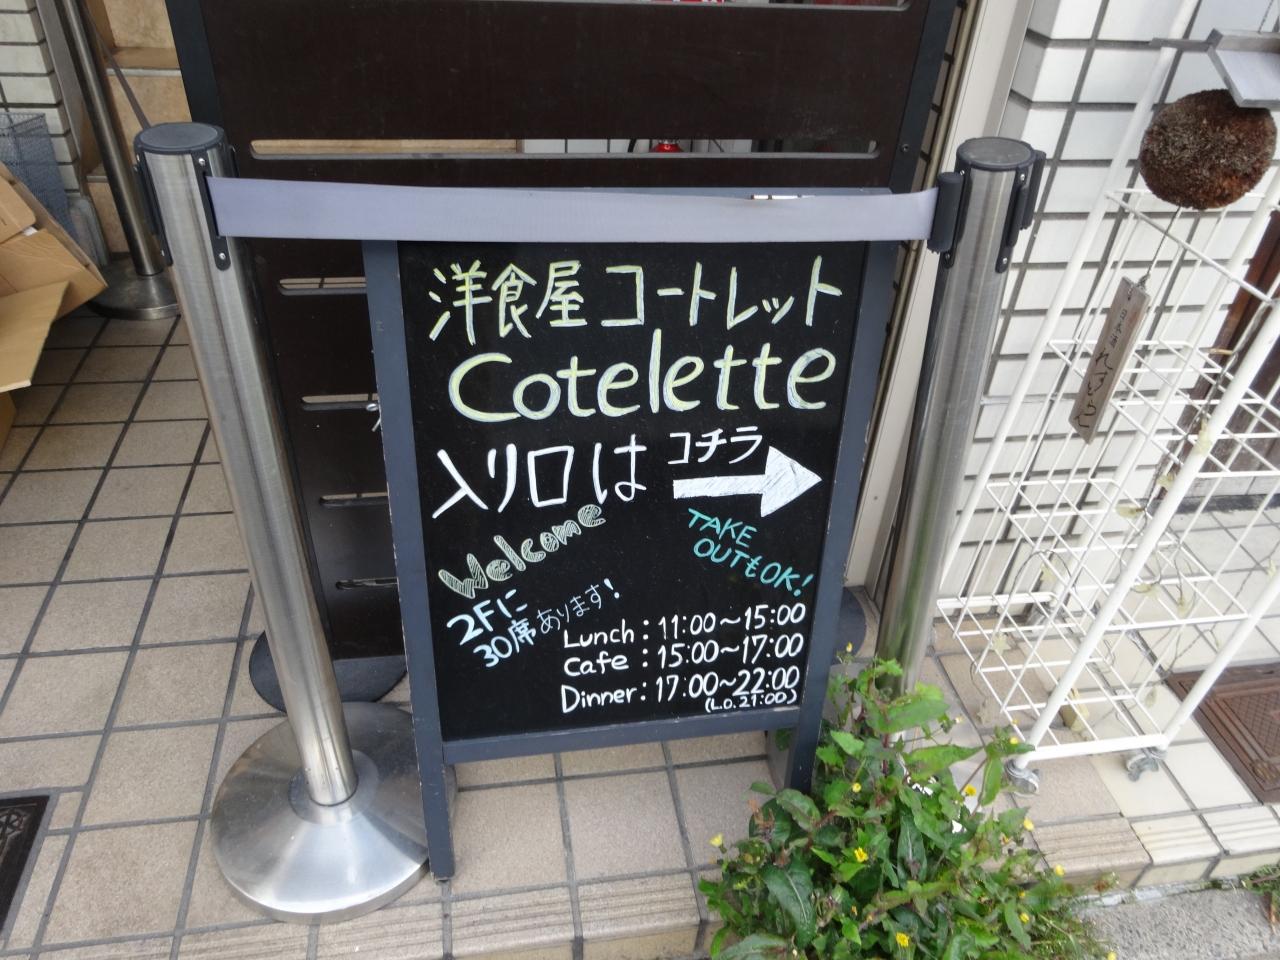 洋食屋コートレット
Cotelette
入り口は コチラ
Welcome
TAKE
OUTもOK!
2Fに
30席あります!
Lunch : 11:00～15:00
Cafe : 15:00～17:00
Dinner : 17:00～22:00
(L.O. 21:00)